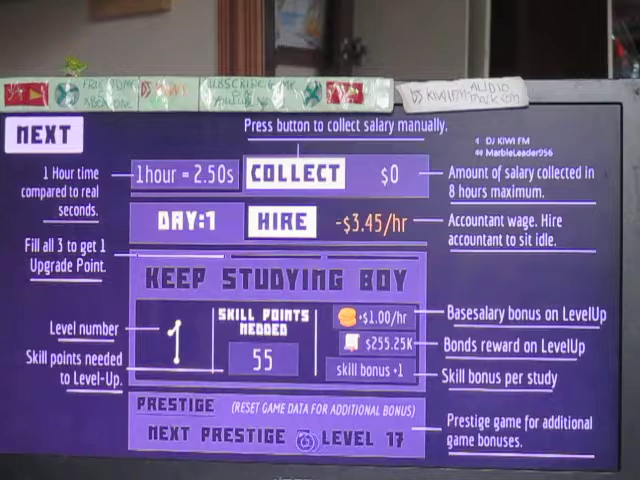 NEXT
Press button to collect salary manually.
DJ KIWI FM
MarbleLeader956
1 Hour time
compared to real
seconds.
1hour = 2.50s
COLLECT
$0
Amount of salary collected in
8 hours maximum.
DAY:1
HIRE
-$3.45/hr
Accountant wage. Hire
accountant to sit idle.
Fill all 3 to get 1
Upgrade Point.
KEEP STUDYING BOY
Level number
1
SKILL POINTS
NEEDED
55
+$1.00/hr
$255.25K
skill bonus +1
Basesalary bonus on LevelUp
Bonds reward on LevelUp
Skill bonus per study
Skill points needed
to Level-Up.
PRESTIGE
(RESET GAME DATA FOR ADDITIONAL BONUS)
NEXT PRESTIGE LEVEL 17
Prestige game for additional
game bonuses.